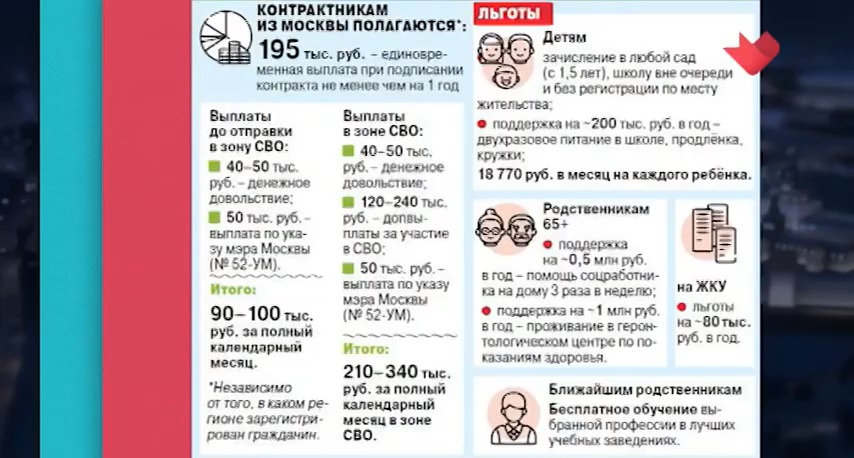 КОНТРАКТНИКАМ
ИЗ МОСКВЫ ПОЛАГАЮТСЯ*:
195 тыс. руб. – единовре-
менная выплата при подписании
контракта не менее чем на 1 год
Выплаты
до отправки
в зону СВО:
40–50 тыс.
руб. – денежное
довольствие;
50 тыс. руб. –
выплата по ука-
зу мэра Москвы
(№ 52-УМ).
Итого:
90–100 тыс.
руб. за полный
календарный
месяц.
*Независимо
от того, в каком ре-
гионе зарегистри-
рован гражданин.
Выплаты
в зоне СВО:
40–50 тыс.
руб. – денежное
довольствие;
120–240 тыс.
руб. – допвы-
платы за участие
в СВО;
50 тыс. руб. –
выплата по указу
мэра Москвы
(№ 52-УМ).
Итого:
210–340 тыс.
руб. за полный
календарный
месяц в зоне
СВО.
ЛЬГОТЫ
Детям
зачисление в любой сад
(с 1,5 лет), школу вне очереди
и без регистрации по месту
жительства;
поддержка на ~200 тыс. руб. в год –
двухразовое питание в школе, продлёнка,
кружки;
18 770 руб. в месяц на каждого ребёнка.
Родственникам
65+
поддержка
на ~0,5 млн руб.
в год – помощь соцработни-
ка на дому 3 раза в неделю;
поддержка на ~1 млн руб.
в год – проживание в герон-
тологическом центре по по-
казаниям здоровья.
на ЖКУ
льготы
на ~80 тыс.
руб. в год.
Ближайшим родственникам
Бесплатное обучение вы-
бранной профессии в лучших
учебных заведениях.